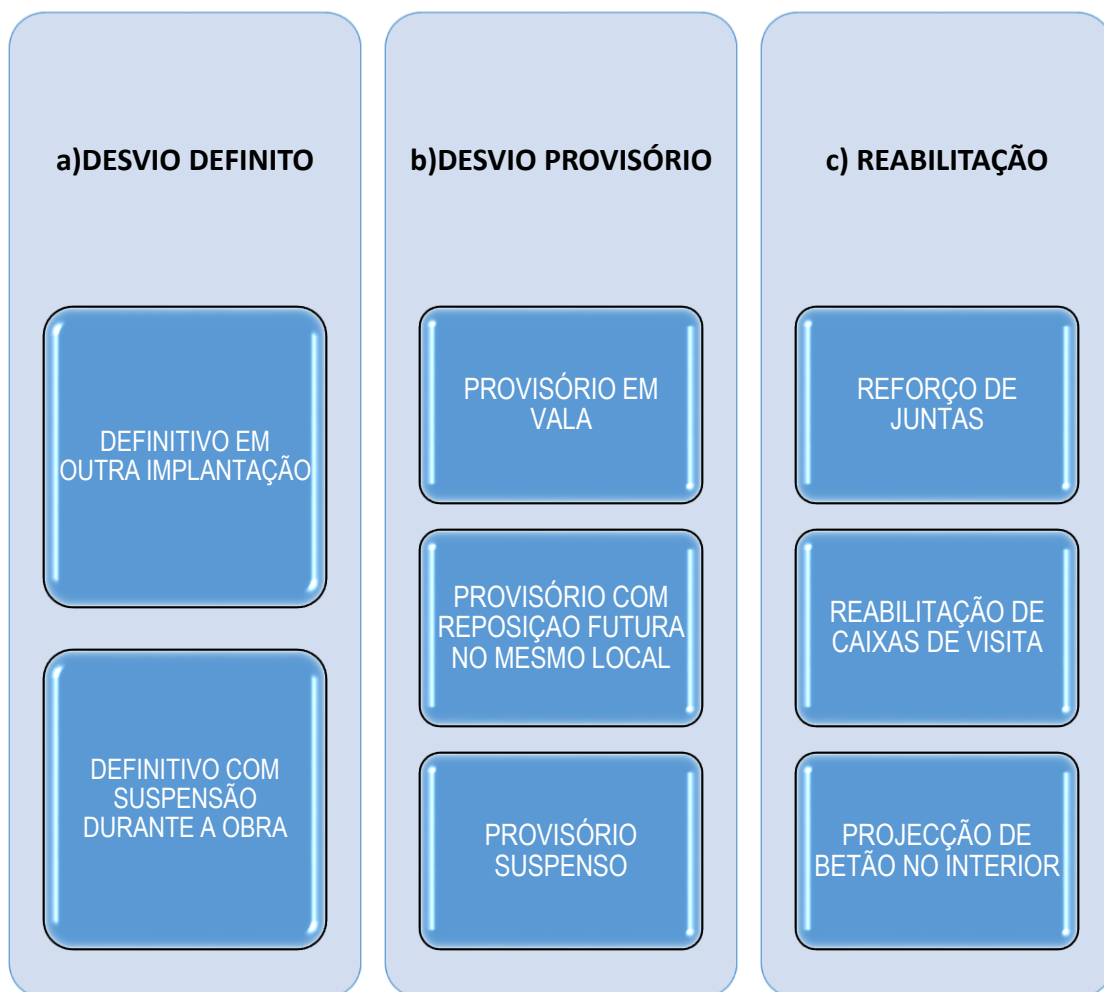 a)DESVIO DEFINITO
DEFINITIVO EM
OUTRA IMPLANTAÇÃO
DEFINITIVO COM
SUSPENSÃO
DURANTE A OBRA
b)DESVIO PROVISÓRIO
PROVISÓRIO EM
VALA
PROVISÓRIO COM
REPOSIÇAO FUTURA
NO MESMO LOCAL
PROVISÓRIO
SUSPENSO
c) REABILITAÇÃO
REFORÇO DE
JUNTAS
REABILITAÇÃO DE
CAIXAS DE VISITA
PROJECÇÃO DE
BETÃO NO INTERIOR